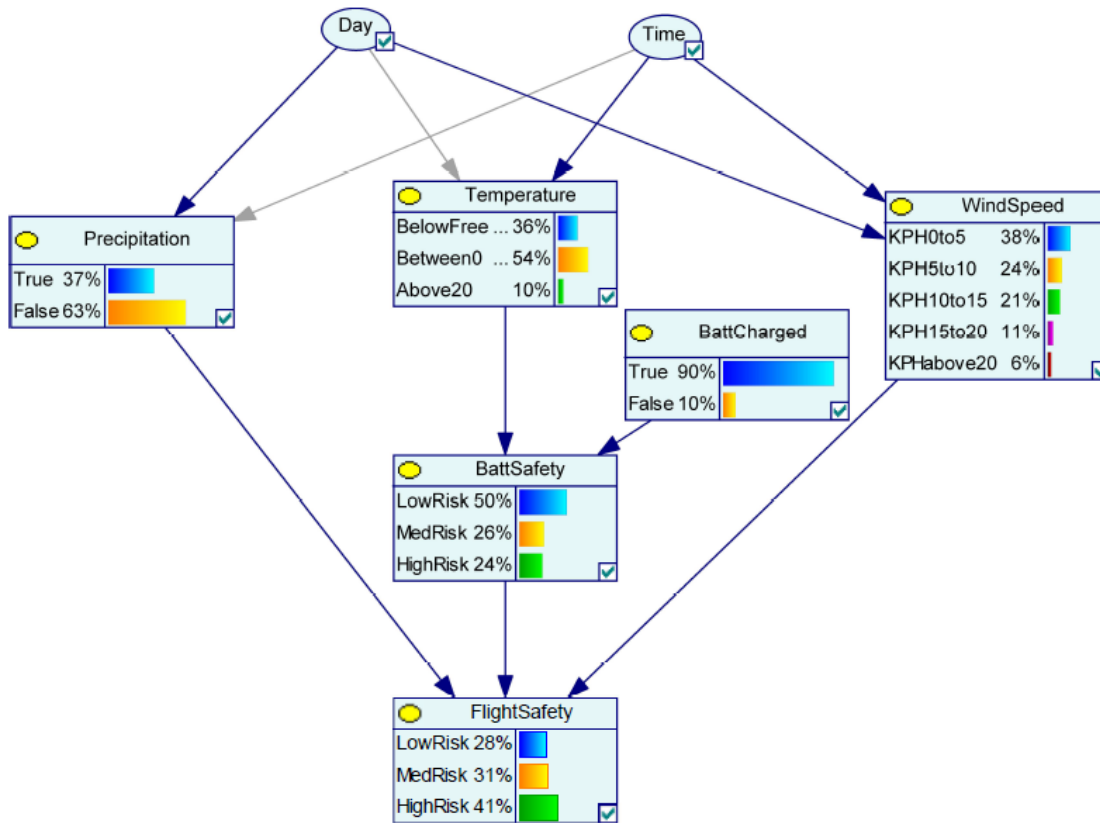 Day
Time
Precipitation
True 37%
False 63%
Temperature
BelowFree ... 36%
Between0 ... 54%
Above20 10%
WindSpeed
KPH0to5 38%
KPH5to10 24%
KPH10to15 21%
KPH15to20 11%
KPHabove20 6%
BattCharged
True 90%
False 10%
BattSafety
LowRisk 50%
MedRisk 26%
HighRisk 24%
FlightSafety
LowRisk 28%
MedRisk 31%
HighRisk 41%